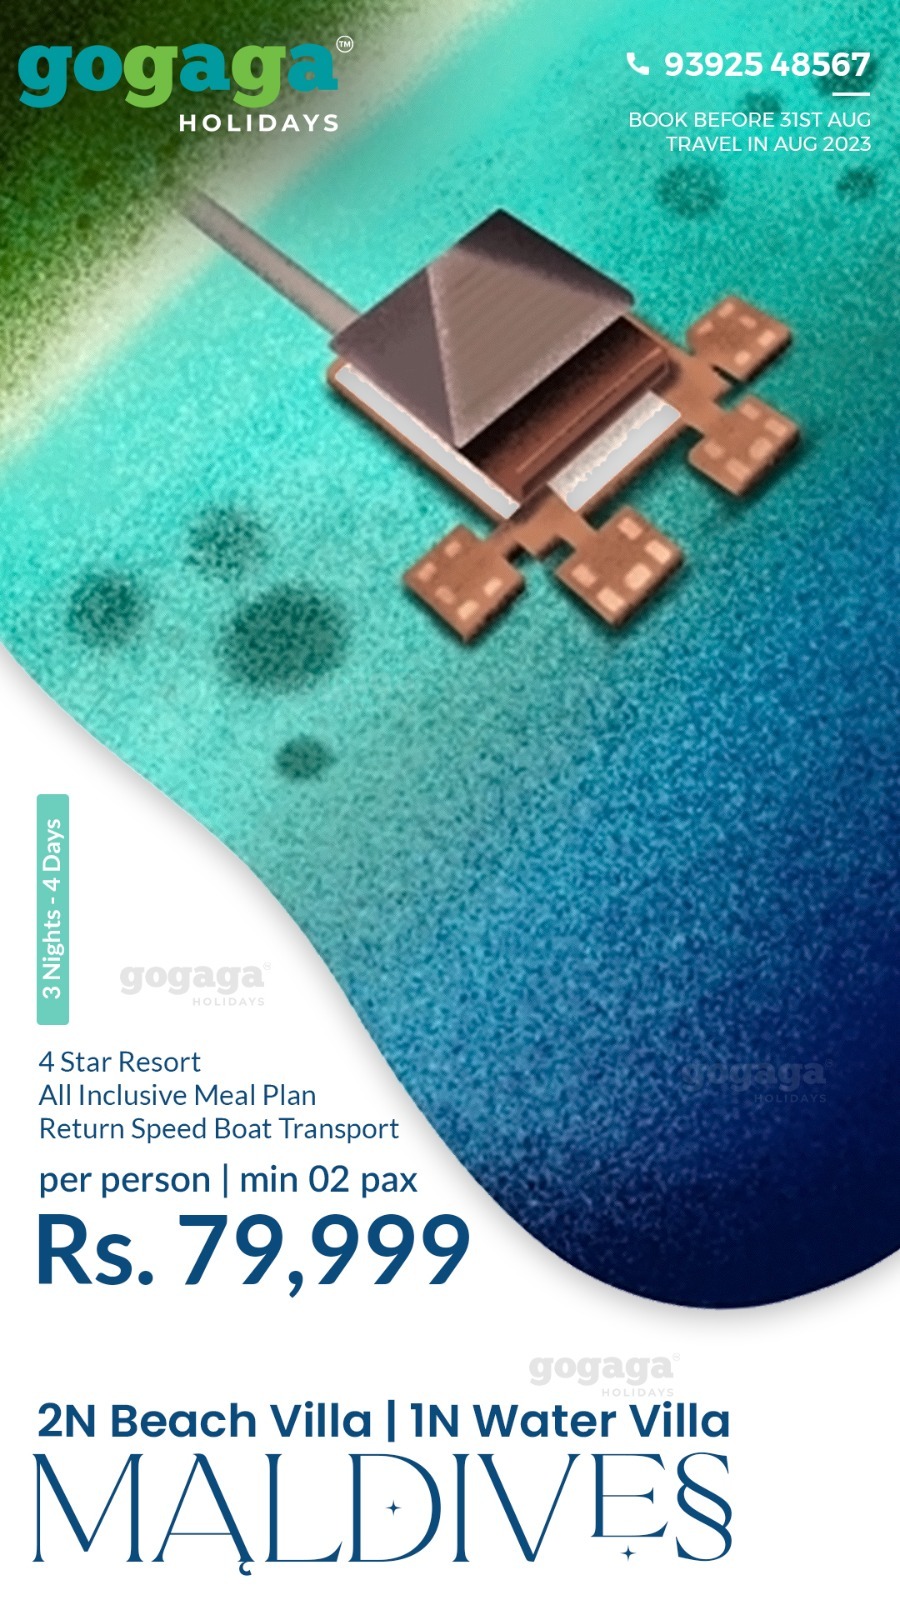 gogaga™
HOLIDAYS
93925 48567
BOOK BEFORE 31ST AUG
TRAVEL IN AUG 2023
3 Nights - 4 Days
gogaga®
HOLIDAYS
4 Star Resort
All Inclusive Meal Plan
Return Speed Boat Transport
per person | min 02 pax
Rs. 79,999
gogaga®
HOLIDAYS
gogaga®
HOLIDAYS
2N Beach Villa | 1N Water Villa
MALDIVES